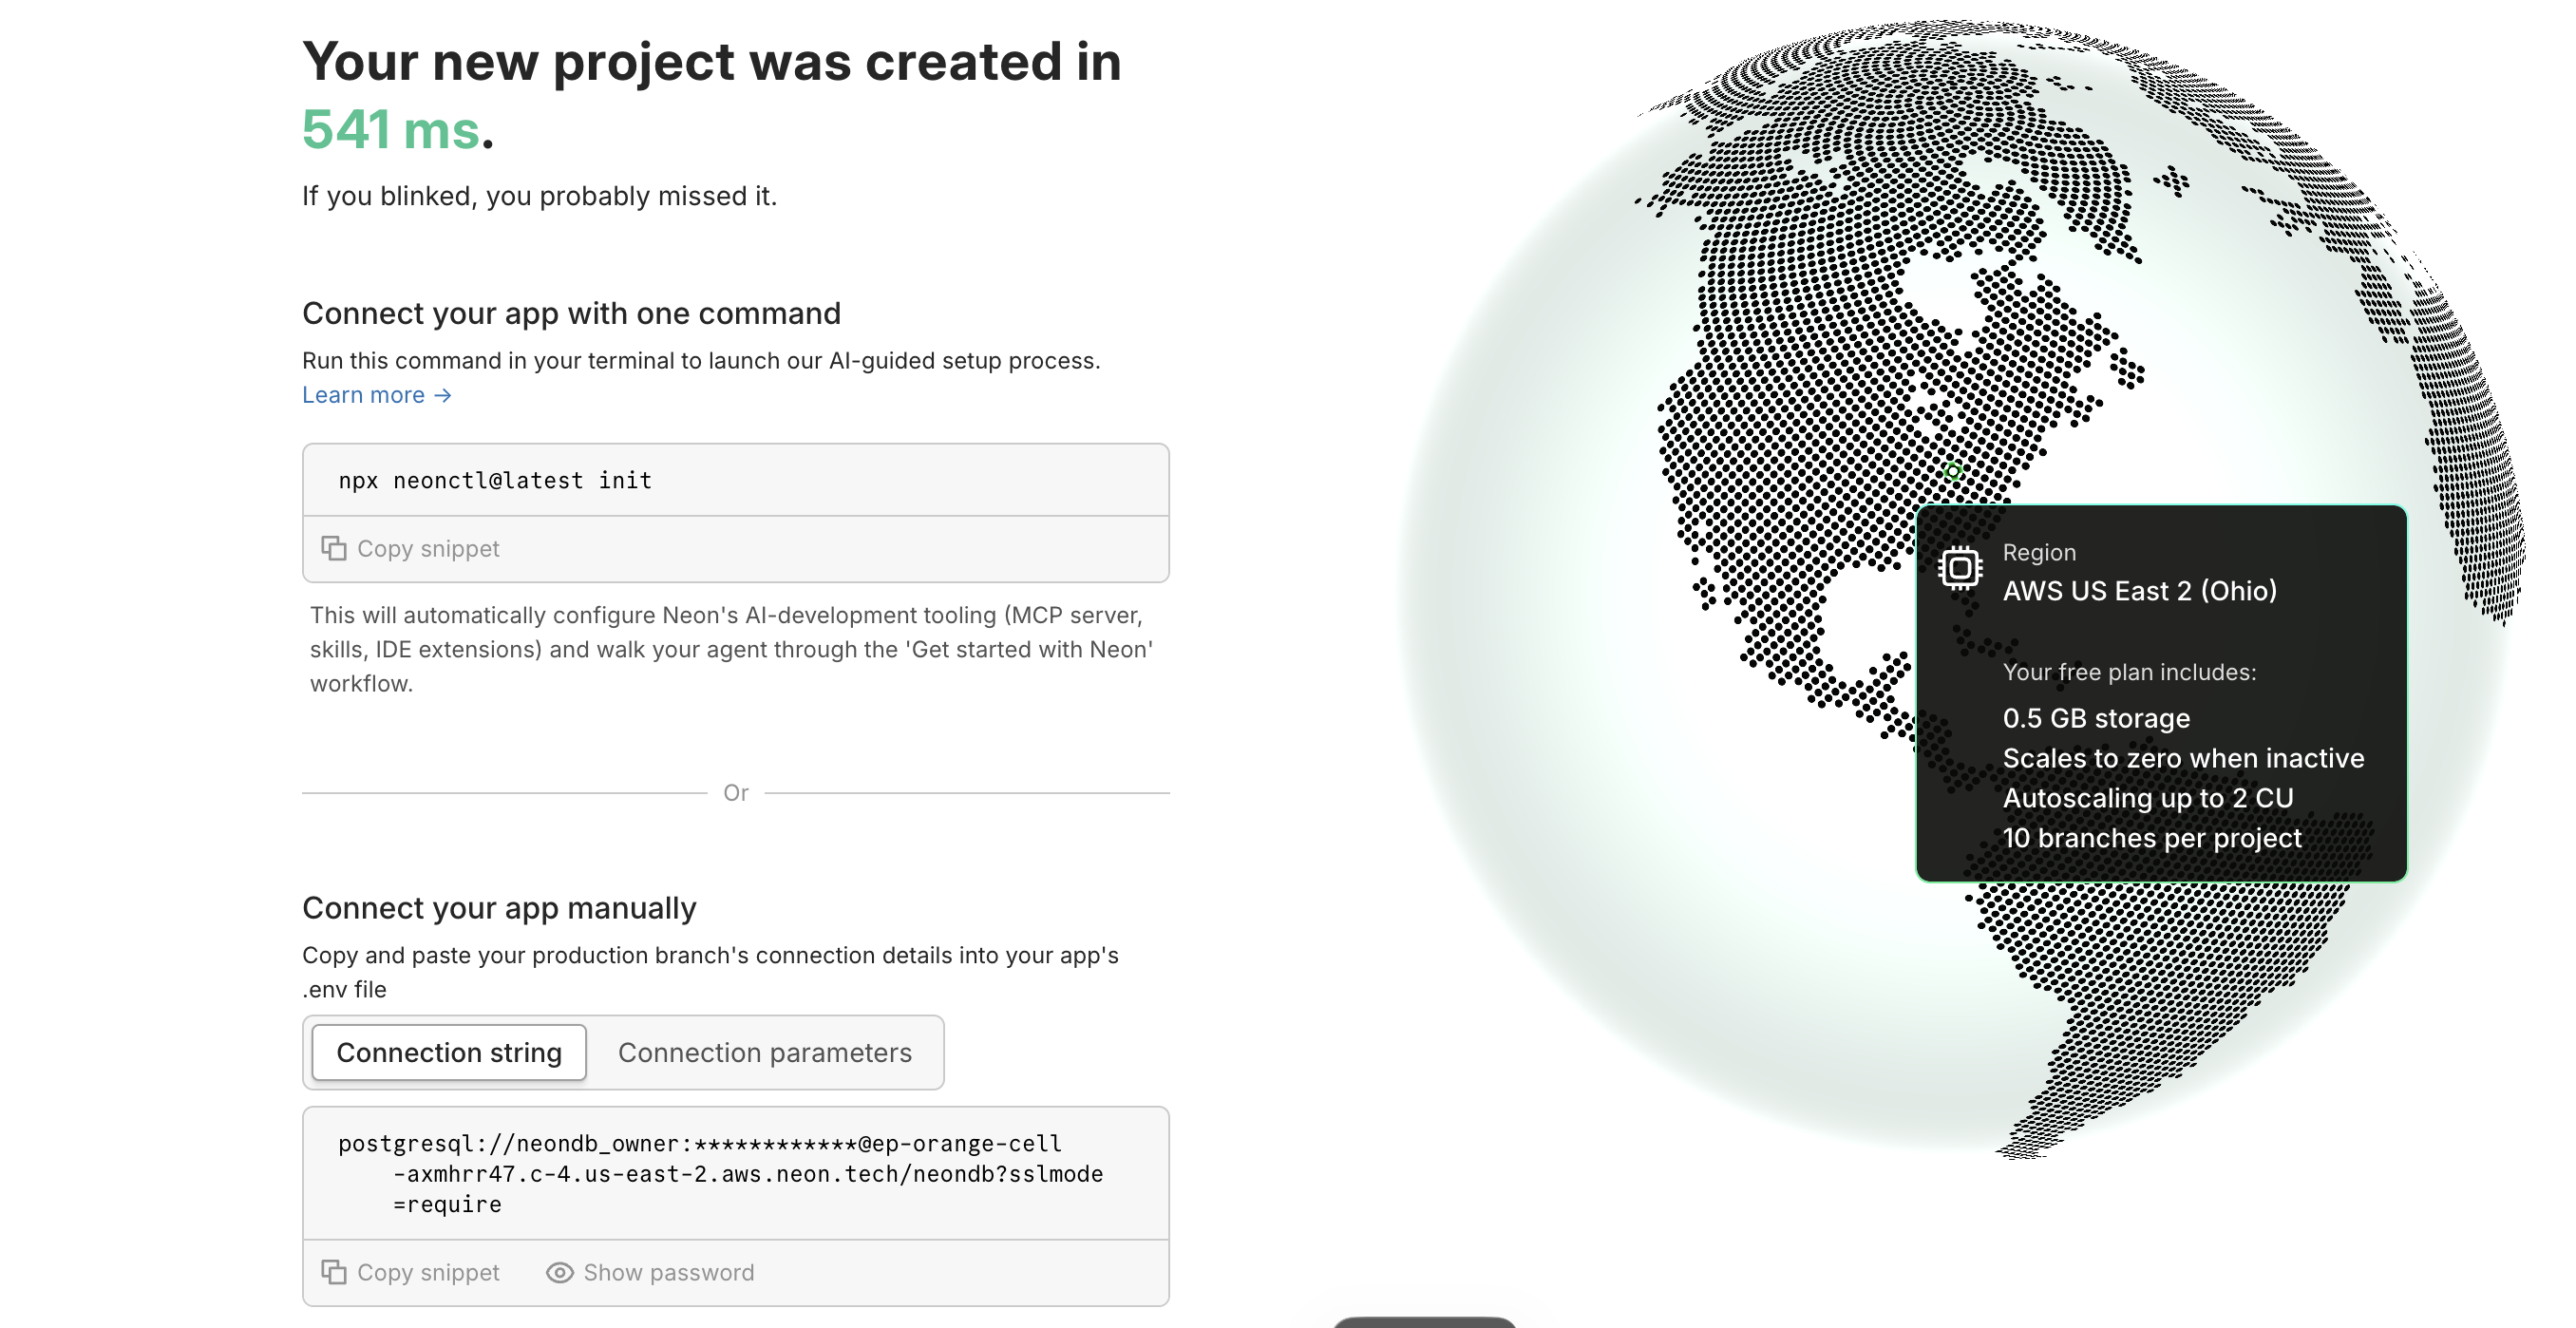 Your new project was created in
541 ms.
If you blinked, you probably missed it.
Connect your app with one command
Run this command in your terminal to launch our AI-guided setup process.
Learn more →
npx neonctl@latest init
Copy snippet
This will automatically configure Neon's AI-development tooling (MCP server,
skills, IDE extensions) and walk your agent through the 'Get started with Neon'
workflow.
Or
Connect your app manually
Copy and paste your production branch's connection details into your app's
.env file
Connection string
Connection parameters
postgresql://neondb_owner:************@ep-orange-cell
-axmhrr47.c-4.us-east-2.aws.neon.tech/neondb?sslmode
=require
Copy snippet
Show password
Region
AWS US East 2 (Ohio)
Your free plan includes:
0.5 GB storage
Scales to zero when inactive
Autoscaling up to 2 CU
10 branches per project